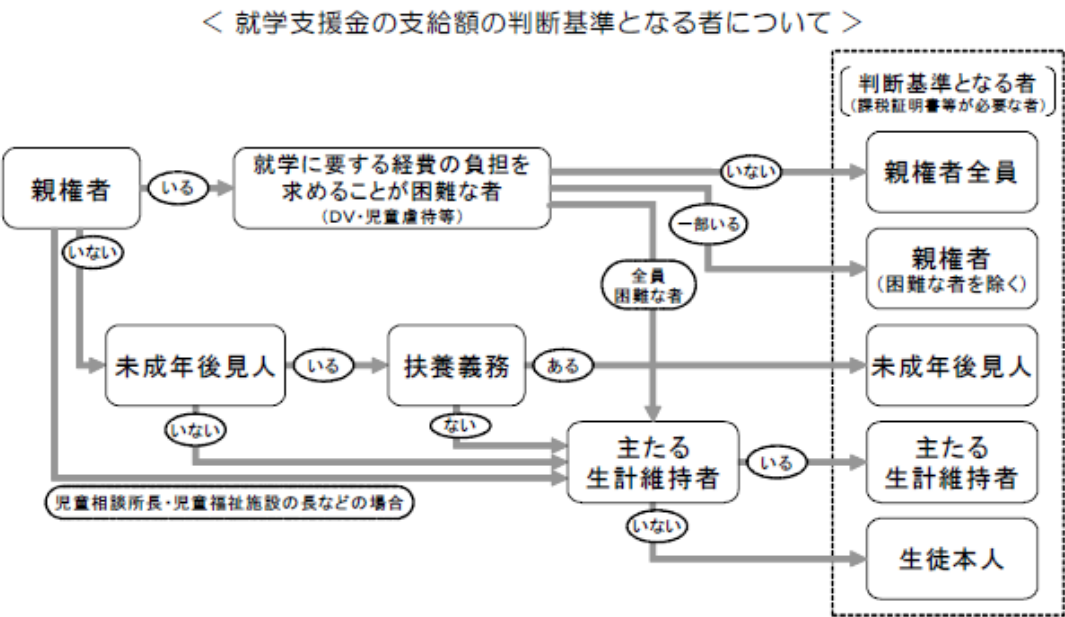 ＜ 就学支援金の支給額の判断基準となる者について ＞
判断基準となる者
（課税証明書等が必要な者）
親権者
いる
就学に要する経費の負担を
求めることが困難な者
（DV・児童虐待等）
いない
親権者全員
一部いる
親権者
（困難な者を除く）
全員
困難な者
いない
未成年後見人
いる
扶養義務
ある
未成年後見人
いない
ない
主たる
生計維持者
いる
主たる
生計維持者
児童相談所長・児童福祉施設の長などの場合
いない
生徒本人